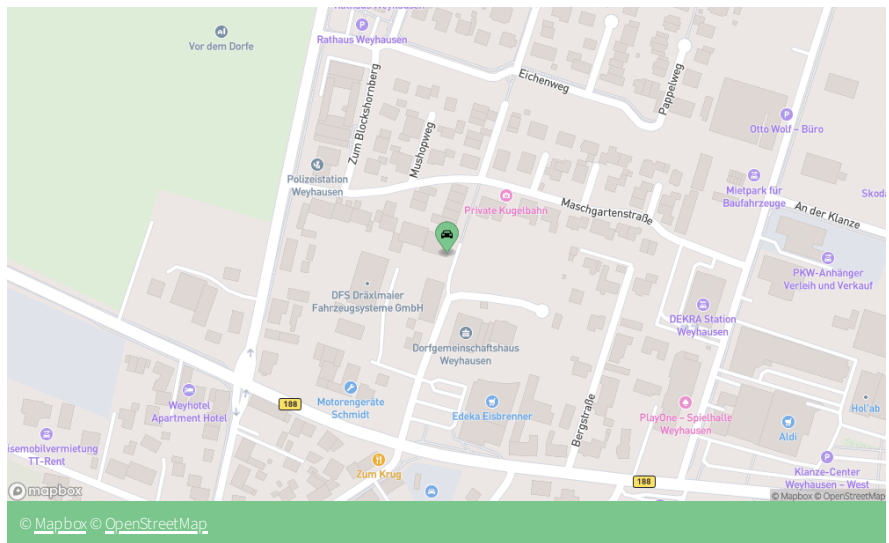 Rathaus Weyhausen
Rathaus Weyhausen
Vor dem Dorfe
Eichenweg
Pappelweg
Zum Blockshornberg
Mushopweg
Otto Wolf – Büro
Polizeistation
Weyhausen
Mietpark für
Baufahrzeuge
Skoda
Private Kugelbahn
Maschgartenstraße
An der Klanze
PKW-Anhänger
Verleih und Verkauf
DFS Dräxlmaier
Fahrzeugsysteme GmbH
DEKRA Station
Weyhausen
Dorfgemeinschaftshaus
Weyhausen
Weyhotel
Apartment Hotel
188
Motorengeräte
Schmidt
Edeka Eisbrenner
Bergstraße
PlayOne – Spielhalle
Weyhausen
Hol'ab
Aldi
isemobilvermietung
TT-Rent
Zum Krug
188
Klanze-Center
Weyhausen – West
mapbox
© Mapbox © OpenStreetMap
© Mapbox © OpenStreetMap